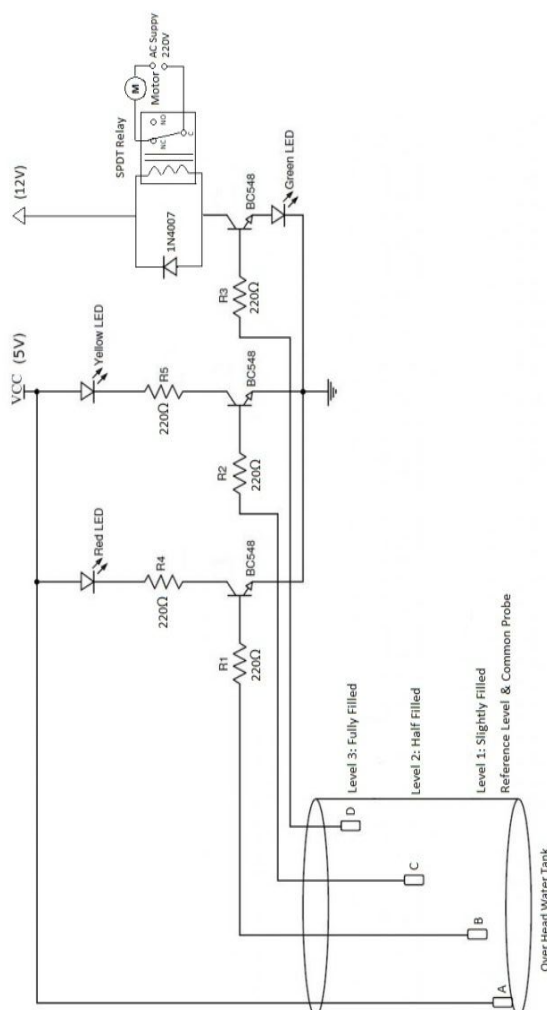 SPDT Relay
Motor
M
AC Supply
220V
NC
NO
C
(12V)
1N4007
BC548
Green LED
R3
220Ω
VCC (5V)
Yellow LED
R5
220Ω
BC548
R2
220Ω
Red LED
R4
220Ω
BC548
R1
220Ω
Level 3: Fully Filled
Level 2: Half Filled
Level 1: Slightly Filled
Reference Level & Common Probe
D
C
B
A
Over Head Water Tank